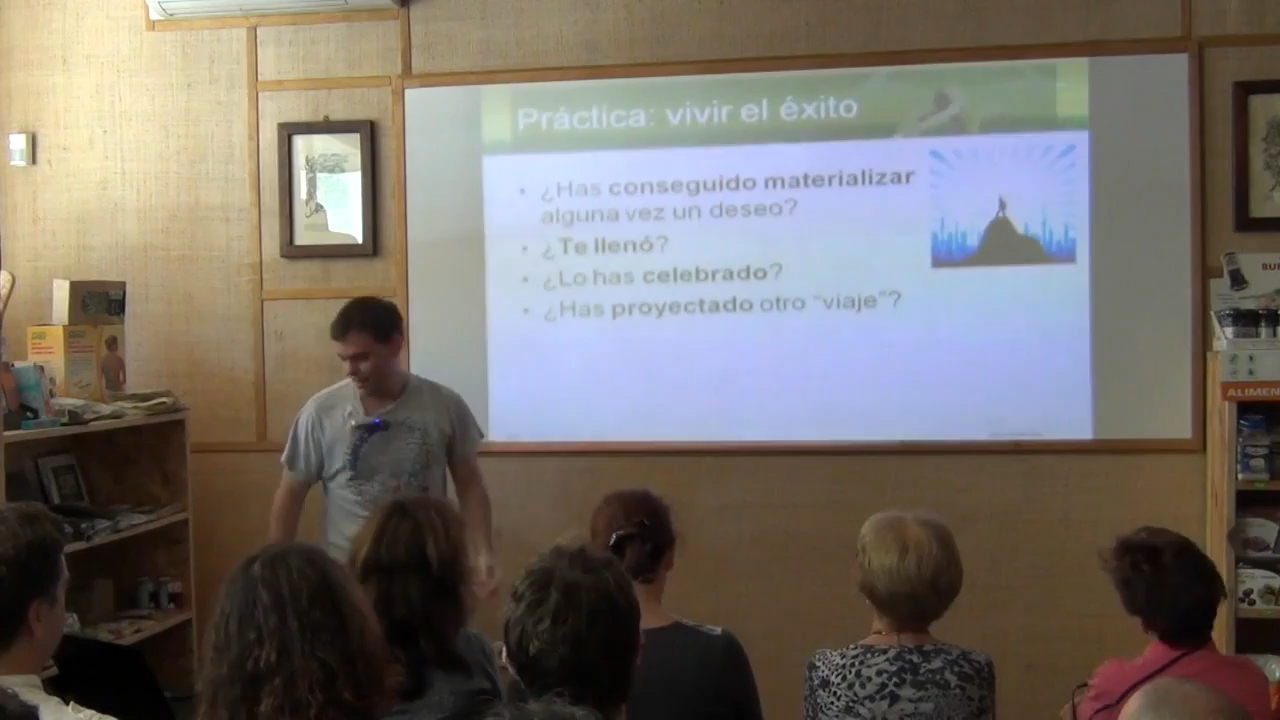 Práctica: vivir el éxito
• ¿Has conseguido materializar
alguna vez un deseo?
• ¿Te llenó?
• ¿Lo has celebrado?
• ¿Has proyectado otro “viaje”?
ALIMEN